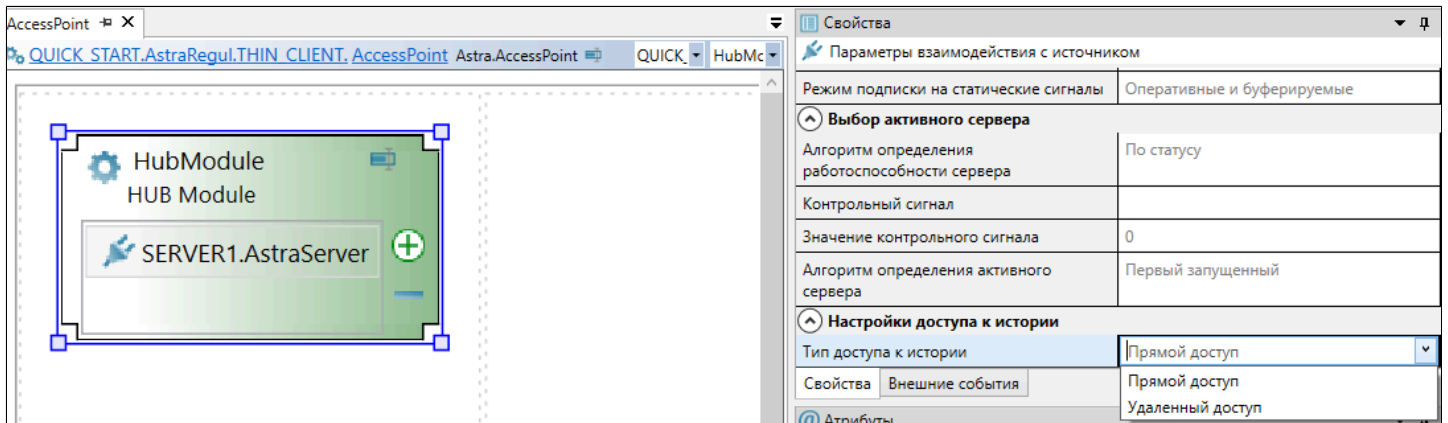 AccessPoint
QUICK_START.AstraRegul.THIN_CLIENT. AccessPoint Astra.AccessPoint QUICK_ HubMc
HubModule
HUB Module
SERVER1.AstraServer
Свойства
Параметры взаимодействия с источником
Режим подписки на статические сигналы Оперативные и буферируемые
Выбор активного сервера
Алгоритм определения
работоспособности сервера
По статусу
Контрольный сигнал
Значение контрольного сигнала 0
Алгоритм определения активного
сервера
Первый запущенный
Настройки доступа к истории
Тип доступа к истории Прямой доступ
Прямой доступ
Удаленный доступ
Свойства Внешние события
@ Атрибуты